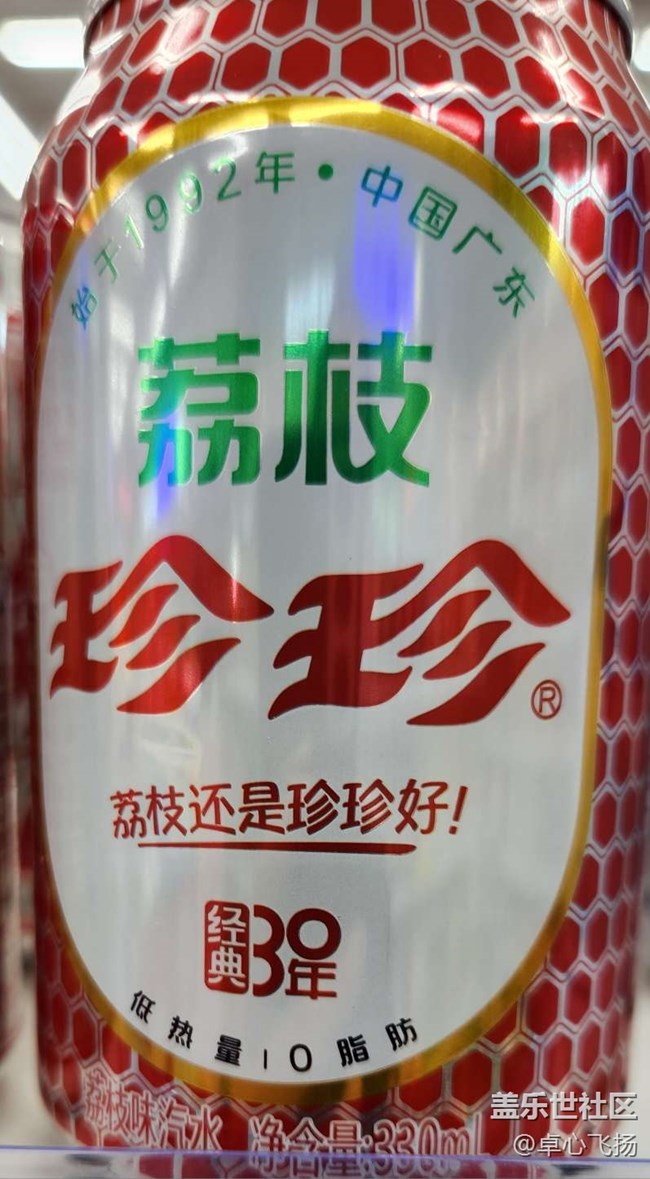 始于1992年·中国广东
荔枝
珍珍®
荔枝还是珍珍好！
经典30年
低热量|0脂肪
荔枝味汽水 净含量:330m
盖乐世社区
@卓心飞扬